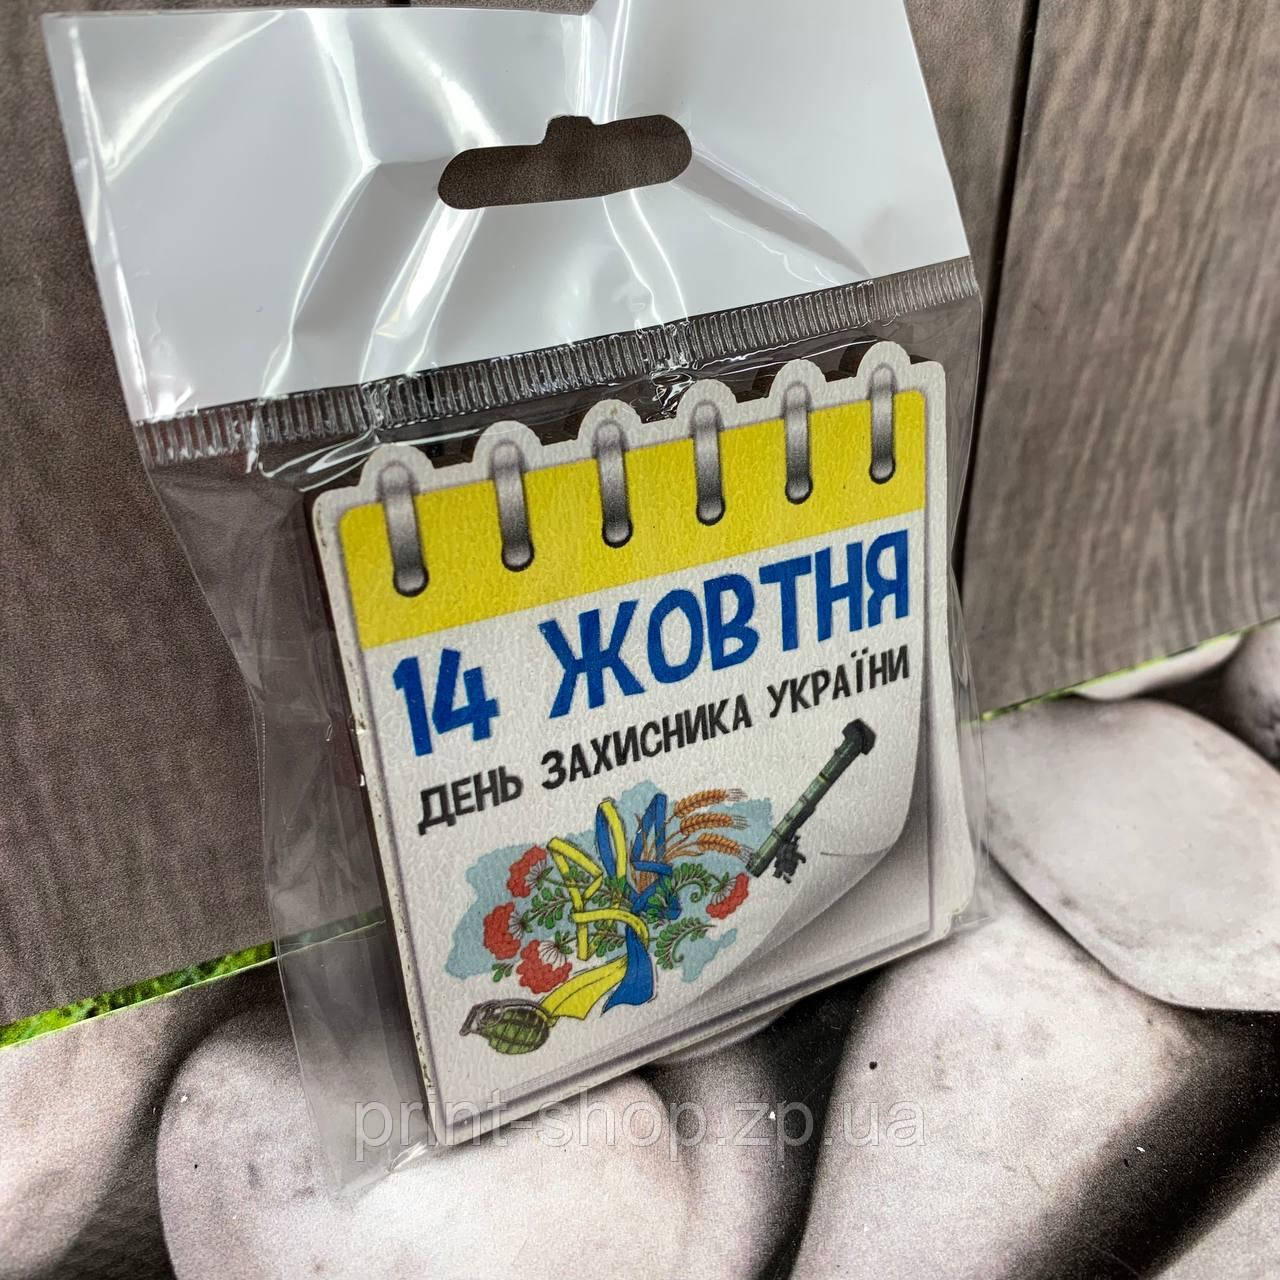 14 ЖОВТНЯ
ДЕНЬ ЗАХИСНИКА УКРАЇНИ
print-shop.zp.ua